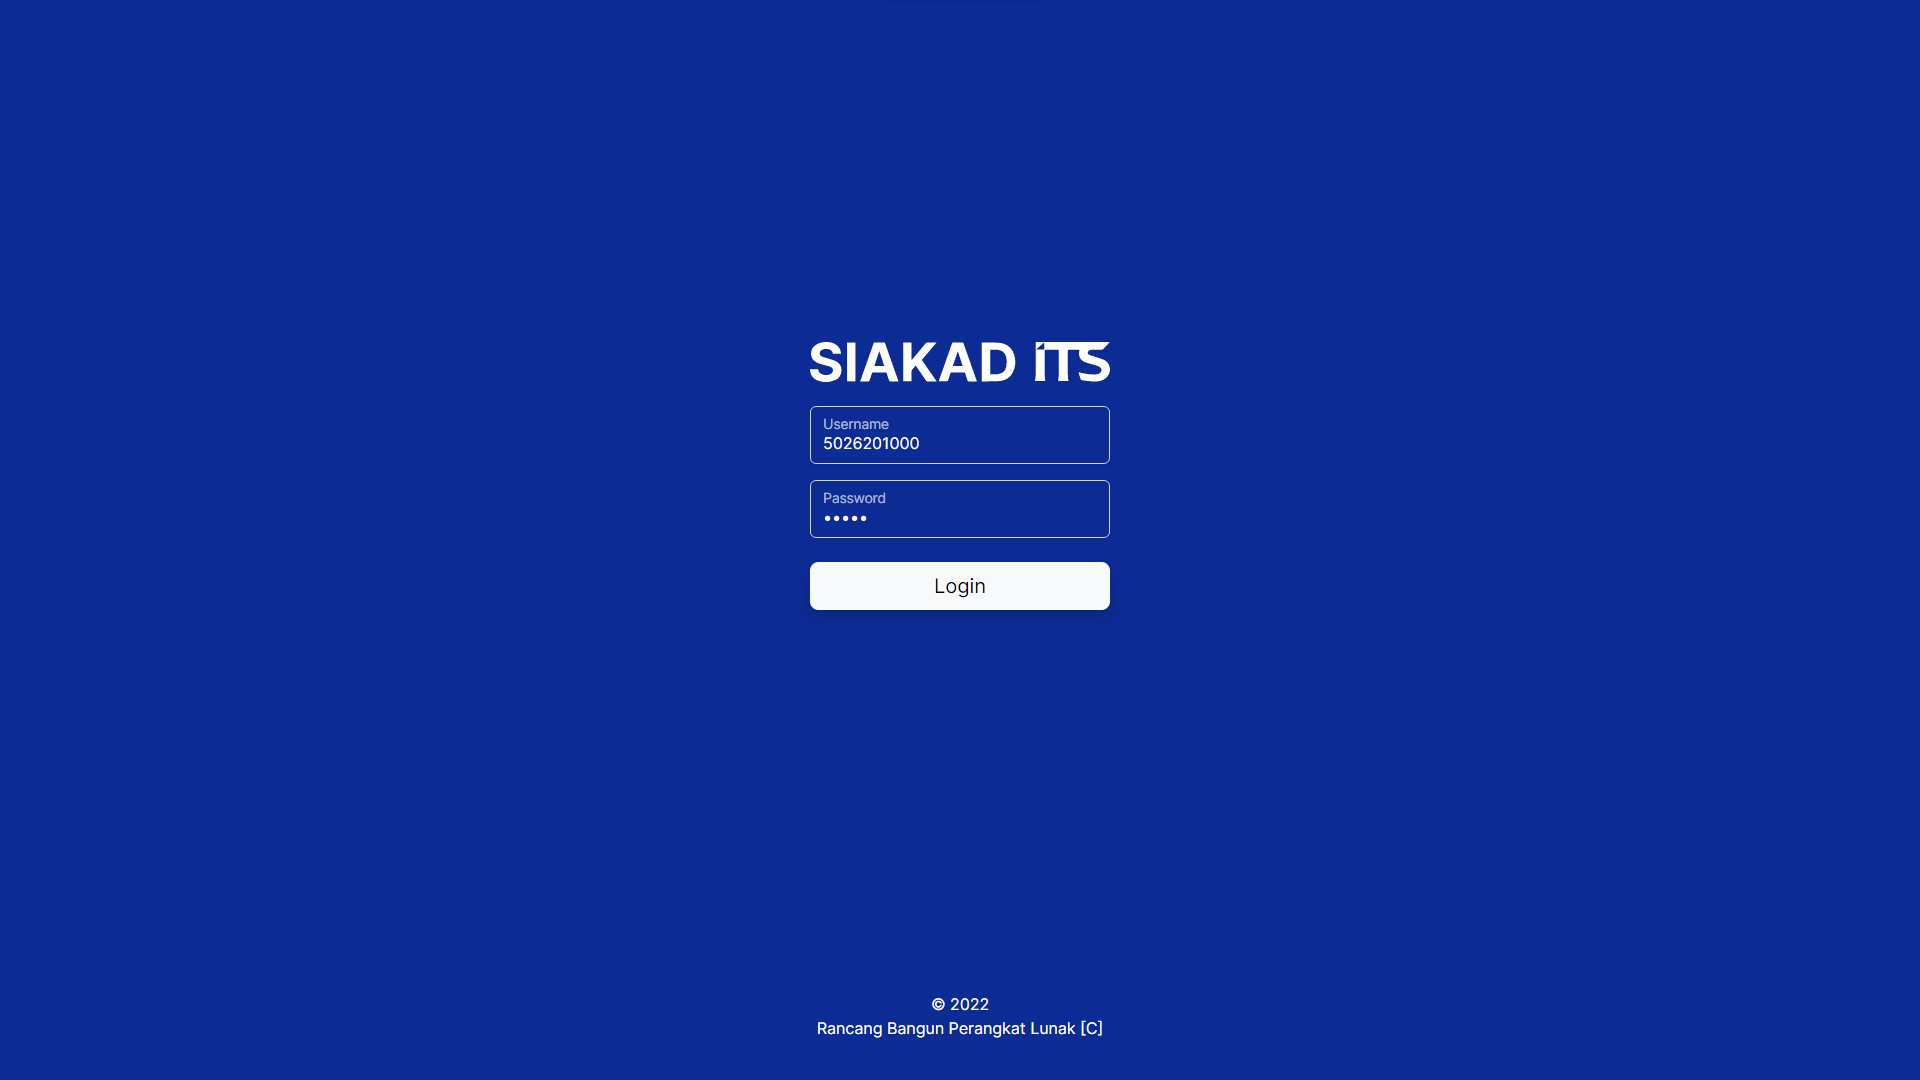 SIAKAD ITS
Username
5026201000
Password
•••••
Login
© 2022
Rancang Bangun Perangkat Lunak [C]